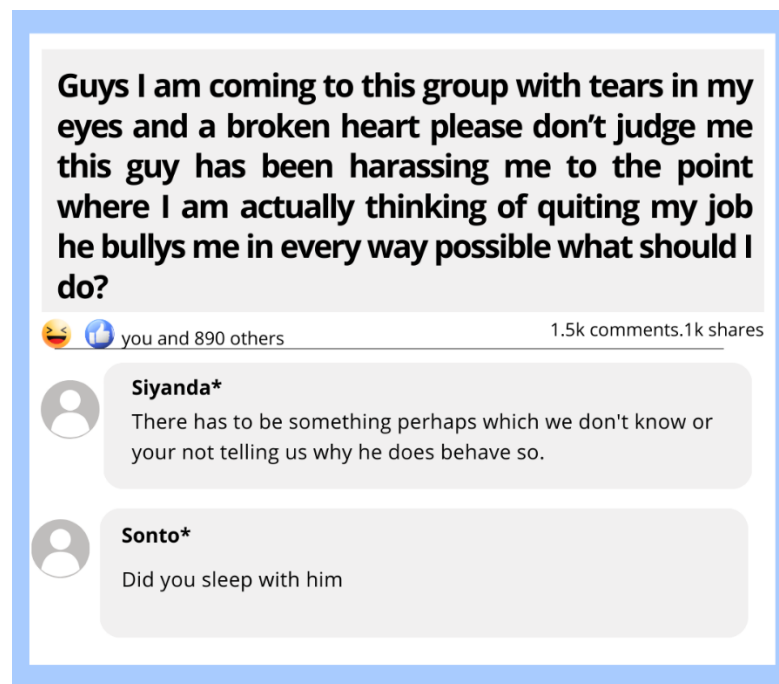 Guys I am coming to this group with tears in my
eyes and a broken heart please don’t judge me
this guy has been harassing me to the point
where I am actually thinking of quiting my job
he bullys me in every way possible what should I
do?
you and 890 others
1.5k comments.1k shares
Siyanda*
There has to be something perhaps which we don't know or
your not telling us why he does behave so.
Sonto*
Did you sleep with him